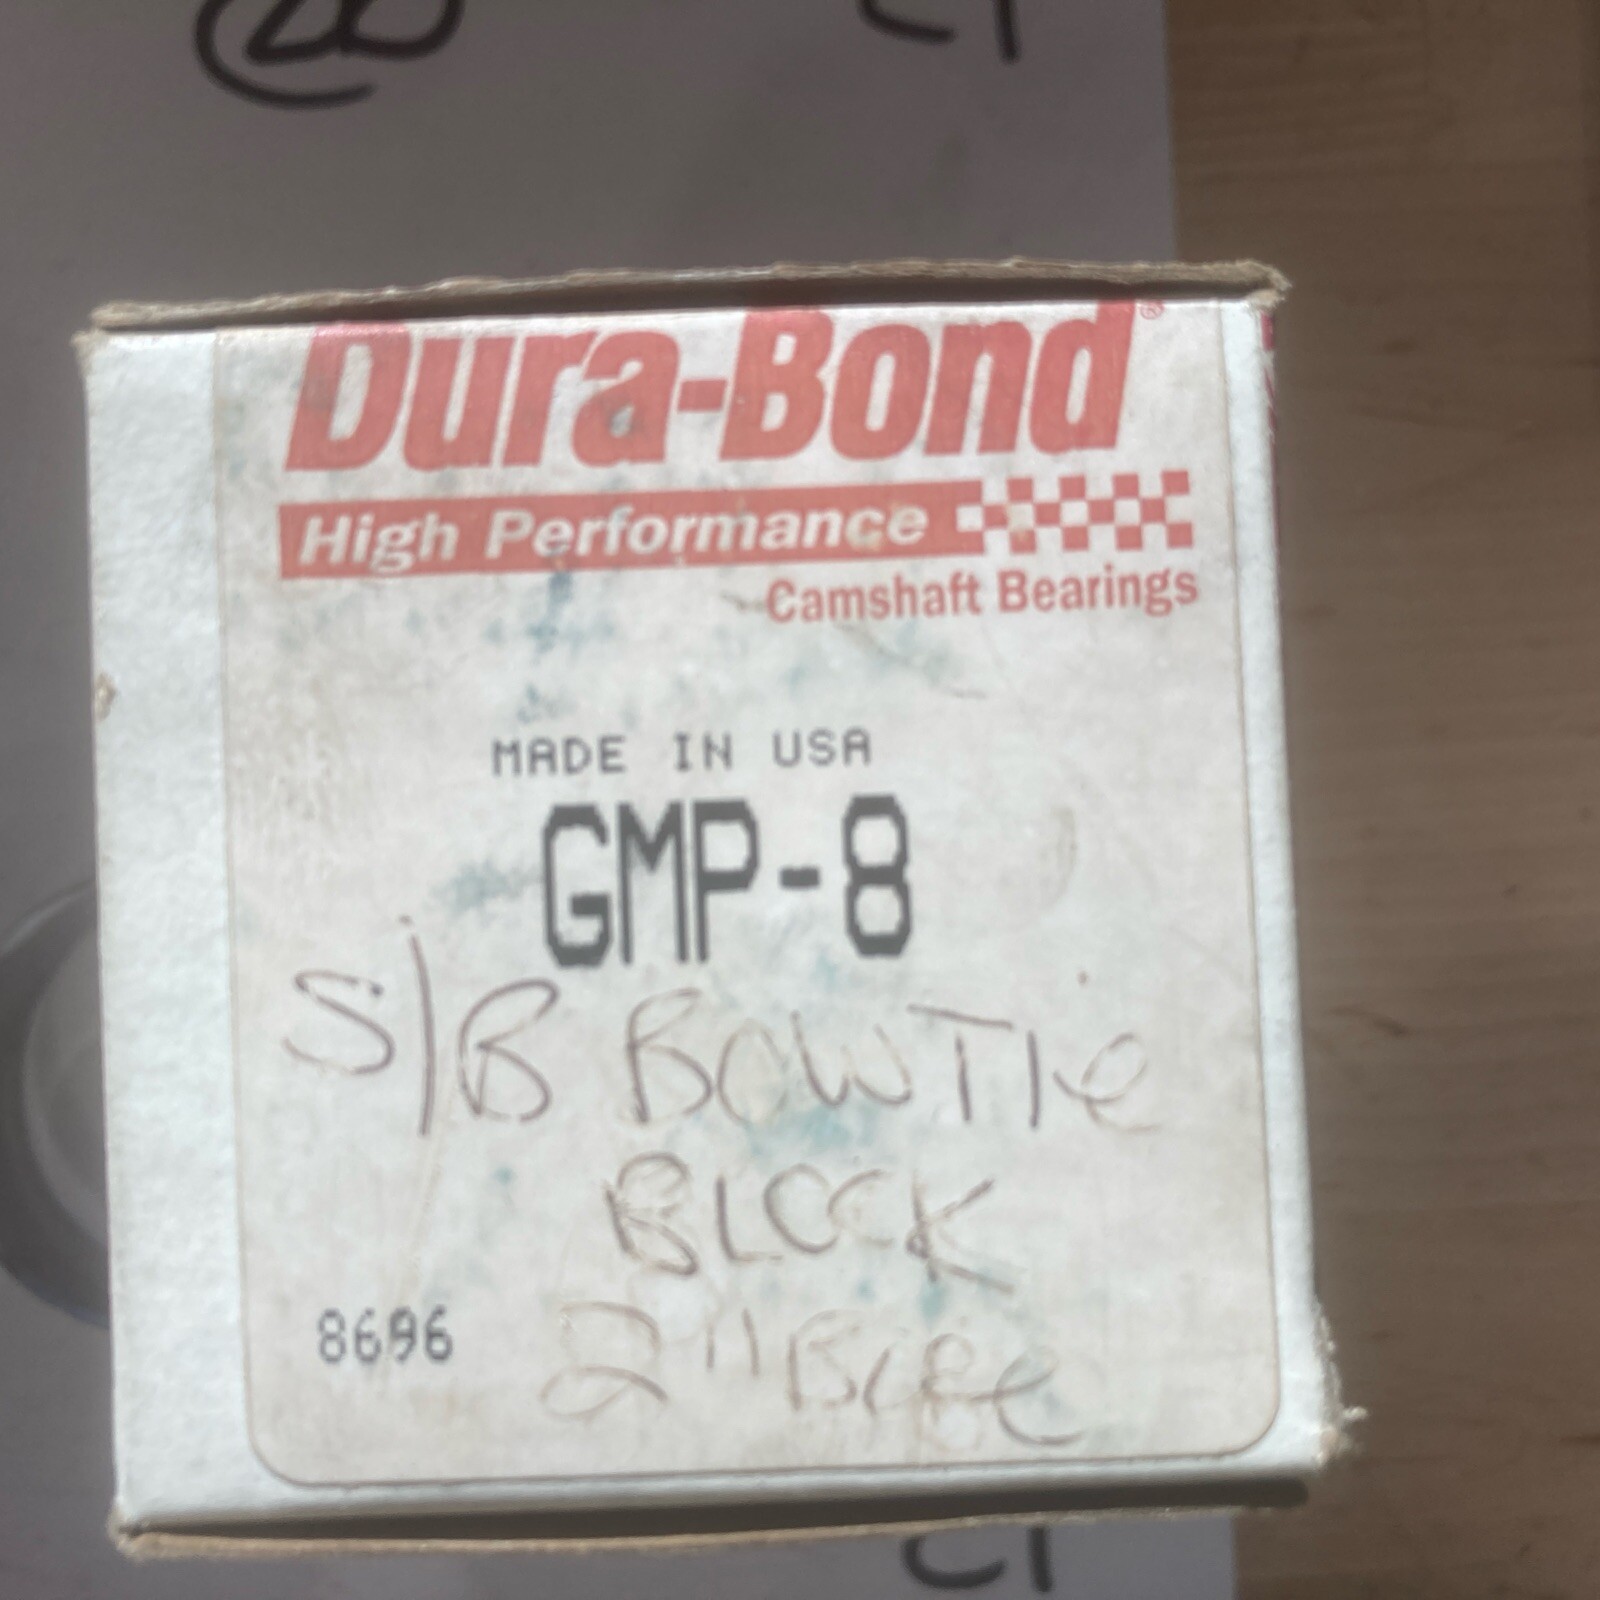 Dura-Bond®
High Performance
Camshaft Bearings
MADE IN USA
GMP-8
S/B BOWTIE
BLOCK
8696 2" BORE